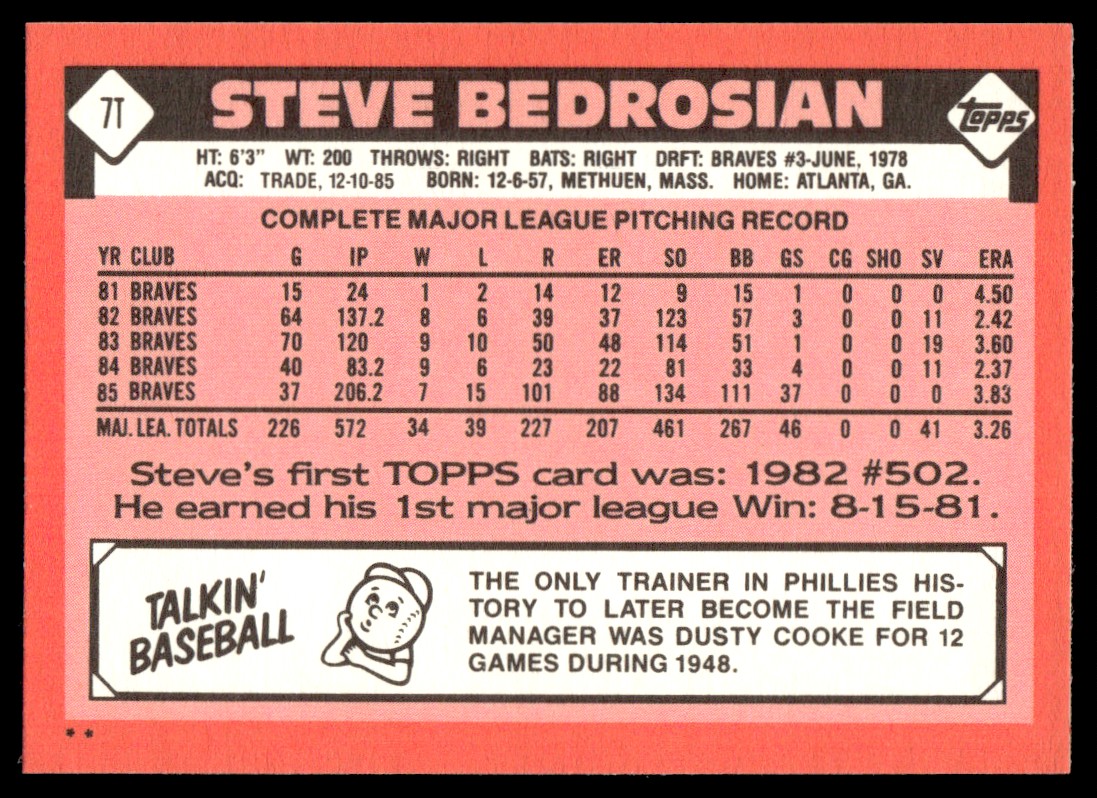 7T
STEVE BEDROSIAN
TOPPS
HT: 6'3" WT: 200 THROWS: RIGHT BATS: RIGHT DRFT: BRAVES #3-JUNE, 1978
ACQ: TRADE, 12-10-85 BORN: 12-6-57, METHUEN, MASS. HOME: ATLANTA, GA.
COMPLETE MAJOR LEAGUE PITCHING RECORD
YR CLUB G IP W L R ER SO BB GS CG SHO SV ERA
81 BRAVES 15 24 1 2 14 12 9 15 1 0 0 0 4.50
82 BRAVES 64 137.2 8 6 39 37 123 57 3 0 0 11 2.42
83 BRAVES 70 120 9 10 50 48 114 51 1 0 0 19 3.60
84 BRAVES 40 83.2 9 6 23 22 81 33 4 0 0 11 2.37
85 BRAVES 37 206.2 7 15 101 88 134 111 37 0 0 0 3.83
MAJ. LEA. TOTALS 226 572 34 39 227 207 461 267 46 0 0 41 3.26
Steve's first TOPPS card was: 1982 #502.
He earned his 1st major league Win: 8-15-81.
TALKIN'
BASEBALL
THE ONLY TRAINER IN PHILLIES HIS-
TORY TO LATER BECOME THE FIELD
MANAGER WAS DUSTY COOKE FOR 12
GAMES DURING 1948.
* *